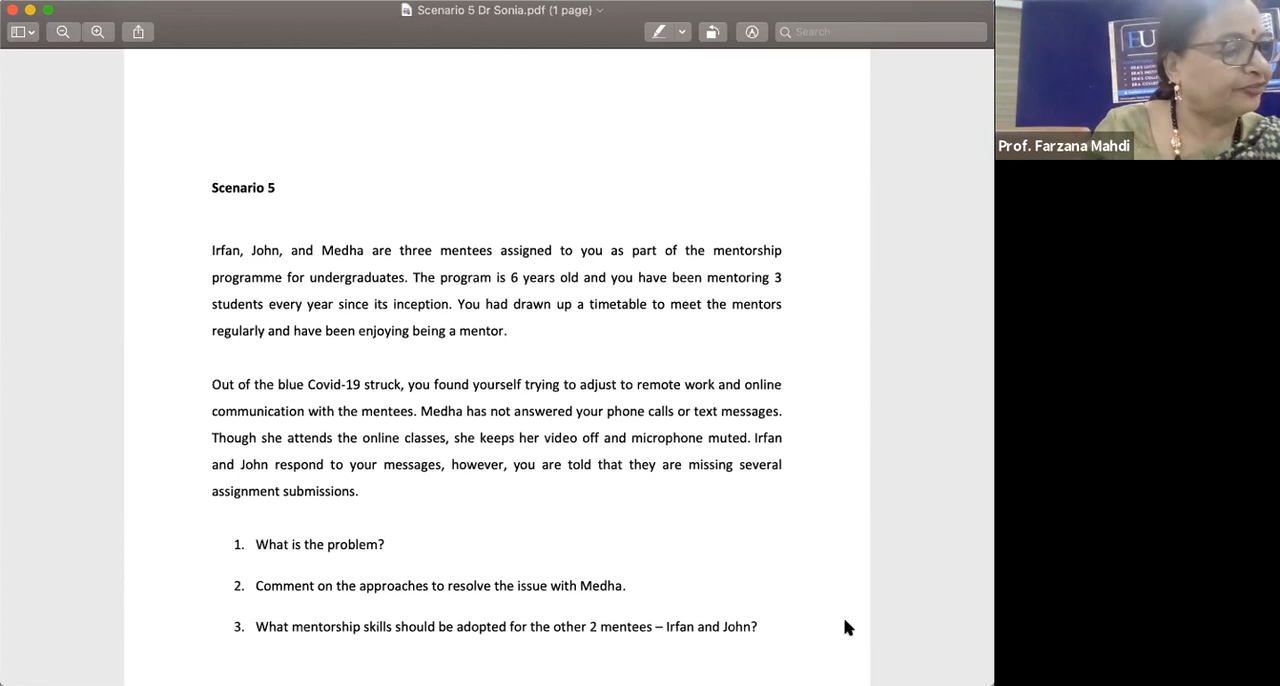 Scenario 5 Dr Sonia.pdf (1 page)
Search
EU
Prof. Farzana Mahdi
Scenario 5
Irfan, John, and Medha are three mentees assigned to you as part of the mentorship
programme for undergraduates. The program is 6 years old and you have been mentoring 3
students every year since its inception. You had drawn up a timetable to meet the mentors
regularly and have been enjoying being a mentor.
Out of the blue Covid-19 struck, you found yourself trying to adjust to remote work and online
communication with the mentees. Medha has not answered your phone calls or text messages.
Though she attends the online classes, she keeps her video off and microphone muted. Irfan
and John respond to your messages, however, you are told that they are missing several
assignment submissions.
1. What is the problem?
2. Comment on the approaches to resolve the issue with Medha.
3. What mentorship skills should be adopted for the other 2 mentees – Irfan and John?